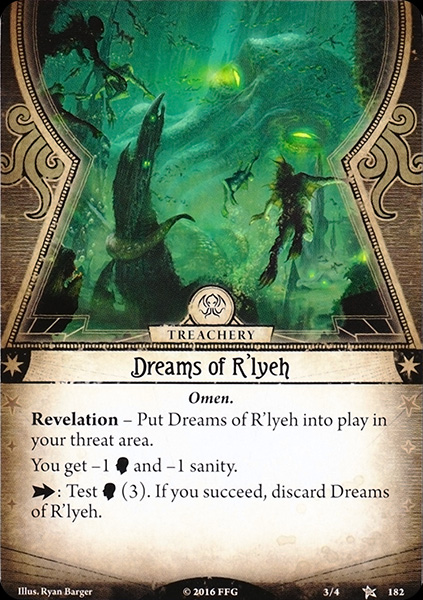 TREACHERY
Dreams of R'lyeh
Omen.
Revelation – Put Dreams of R'lyeh into play in
your threat area.
You get –1 and –1 sanity.
: Test (3). If you succeed, discard Dreams
of R'lyeh.
Illus. Ryan Barger © 2016 FFG 3/4 182